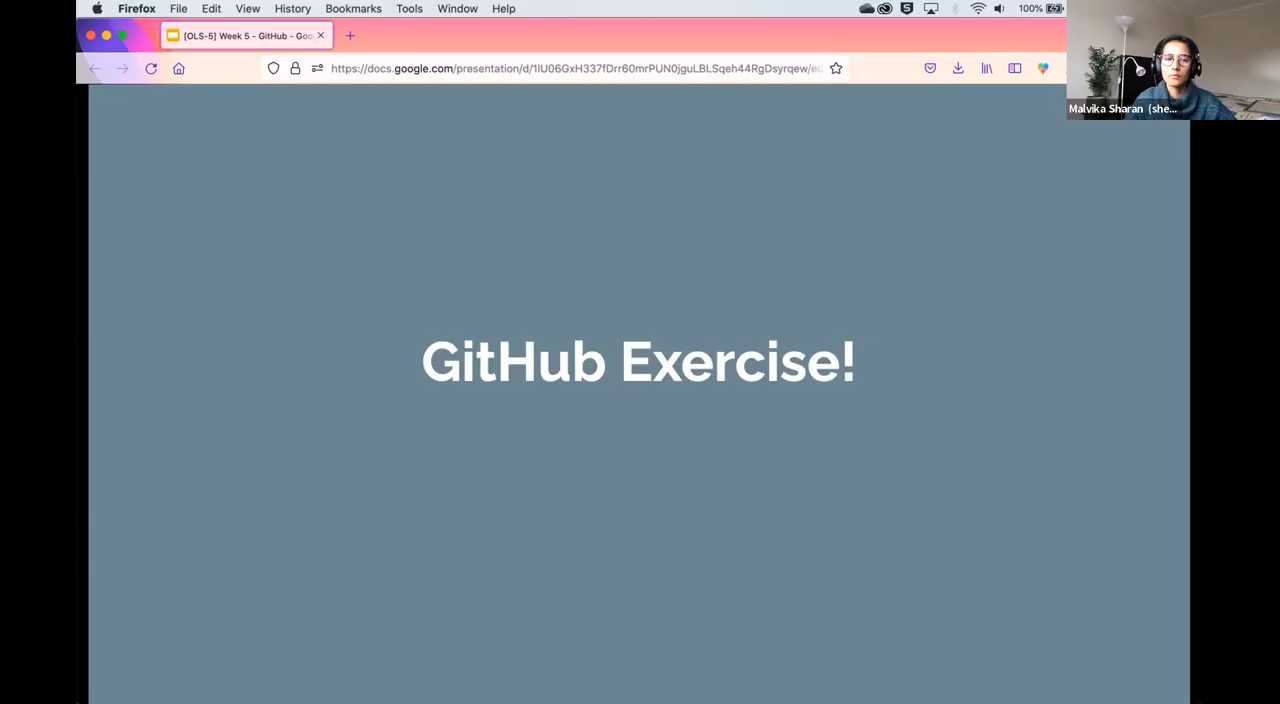 Firefox File Edit View History Bookmarks Tools Window Help 100%
[OLS-5] Week 5 - GitHub - Goo
https://docs.google.com/presentation/d/1lU06GxH337fDrr60mrPUN0jguLBLSqeh44RgDsyrqew/ed
Malvika Sharan (she...
GitHub Exercise!